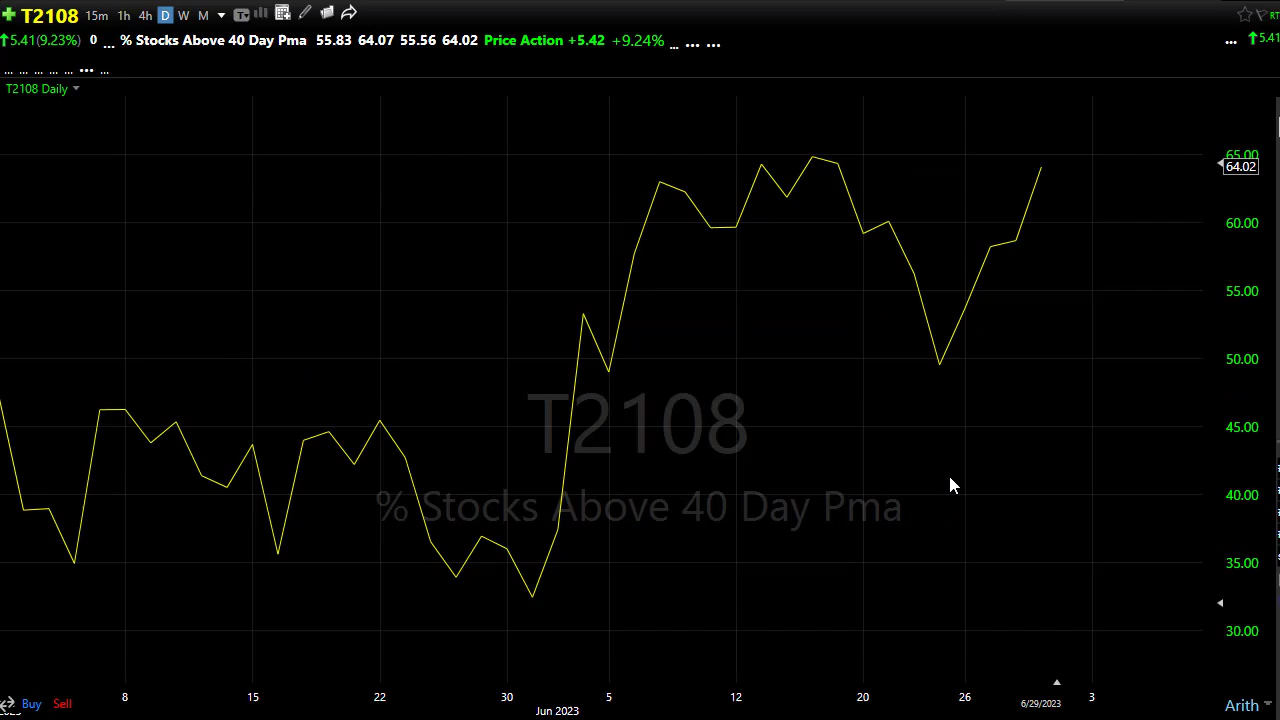 T2108 15m 1h 4h D W M T RT
5.41(9.23%) 0 ... % Stocks Above 40 Day Pma 55.83 64.07 55.56 64.02 Price Action +5.42 +9.24% ... ... ... ... 5.41
... ... ... ... ... ... ...
T2108 Daily
65.00
64.02
60.00
55.00
50.00
T2108
45.00
% Stocks Above 40 Day Pma
40.00
35.00
30.00
8 15 22 30 5 12 20 26 3
Buy Sell Jun 2023 6/29/2023 Arith